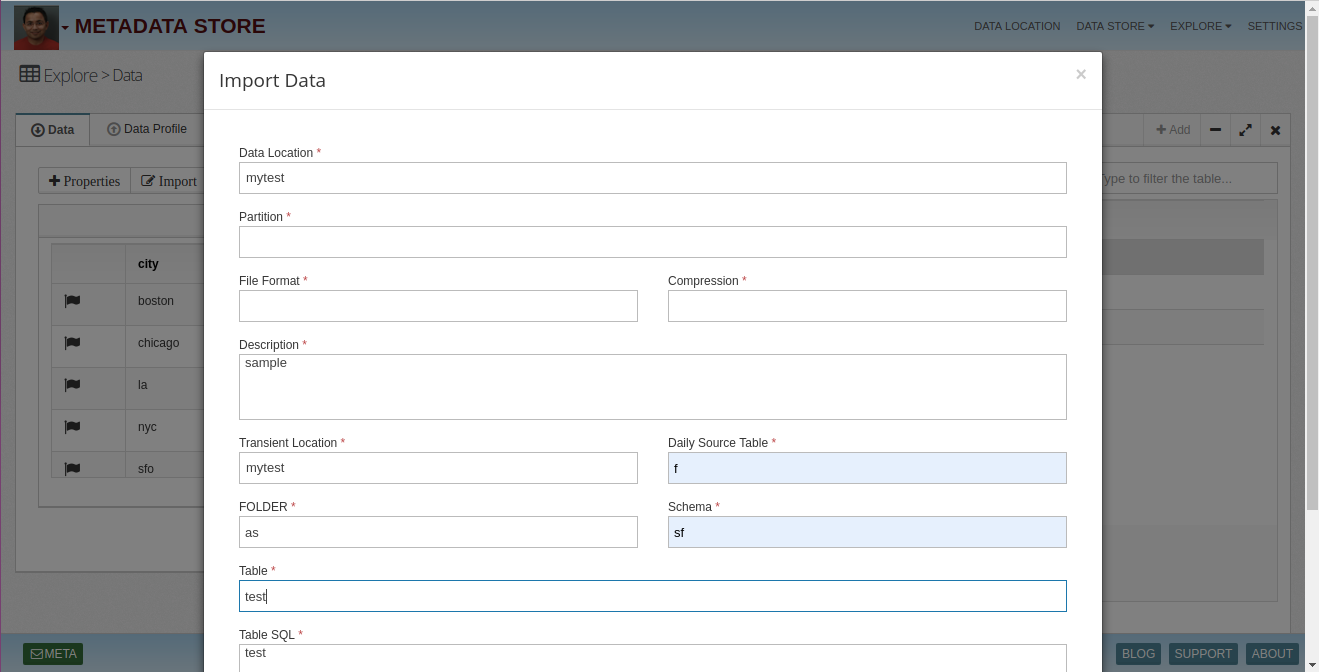 METADATA STORE
DATA LOCATION DATA STORE EXPLORE SETTINGS
Explore > Data
Import Data ×
Data Data Profile
Add
Data Location *
mytest
Properties Import
ype to filter the table...
Partition *
city
File Format * Compression *
boston
chicago
Description *
sample
la
nyc
Transient Location * Daily Source Table *
mytest f
sfo
FOLDER * Schema *
as sf
Table *
test
Table SQL *
test
META BLOG SUPPORT ABOUT